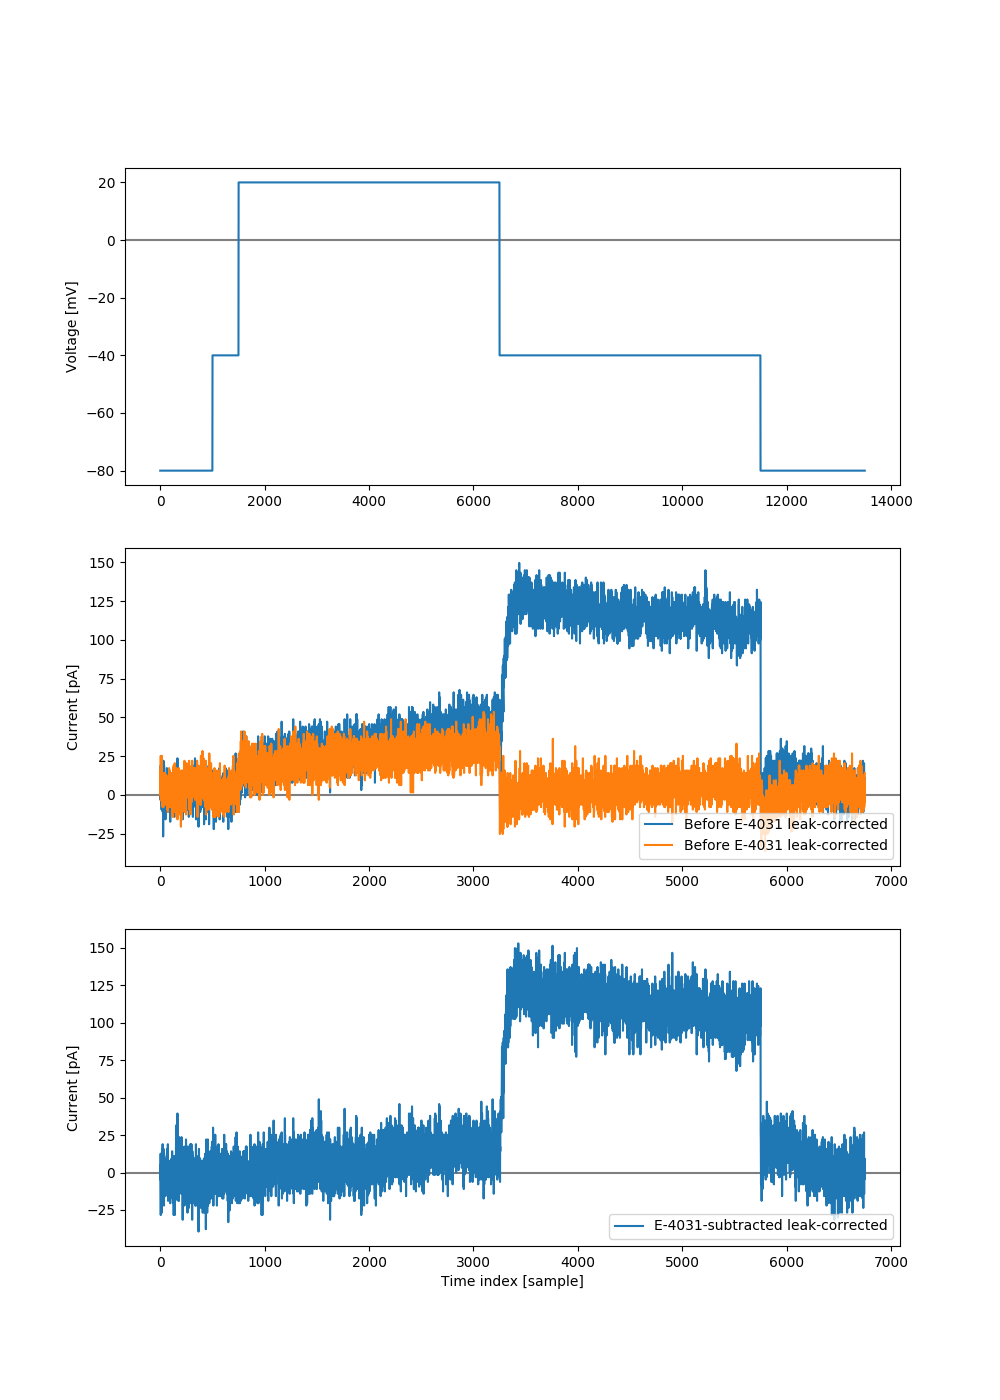 20
0
−20
−40
−60
−80
Voltage [mV]
0 2000 4000 6000 8000 10000 12000 14000
150
125
100
75
50
25
0
−25
Current [pA]
Before E-4031 leak-corrected
Before E-4031 leak-corrected
0 1000 2000 3000 4000 5000 6000 7000
150
125
100
75
50
25
0
−25
Current [pA]
E-4031-subtracted leak-corrected
0 1000 2000 3000 4000 5000 6000 7000
Time index [sample]